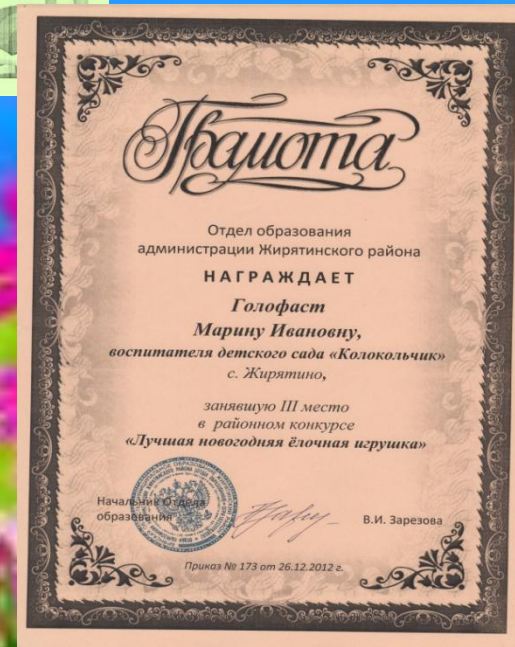 Грамота
Отдел образования
администрации Жирятинского района
НАГРАЖДАЕТ
Голофаст
Марину Ивановну,
воспитателя детского сада «Колокольчик»
с. Жирятино,
занявшую III место
в районном конкурсе
«Лучшая новогодняя ёлочная игрушка»
Начальник Отдела
образования
В.И. Зарезова
Приказ № 173 от 26.12.2012 г.